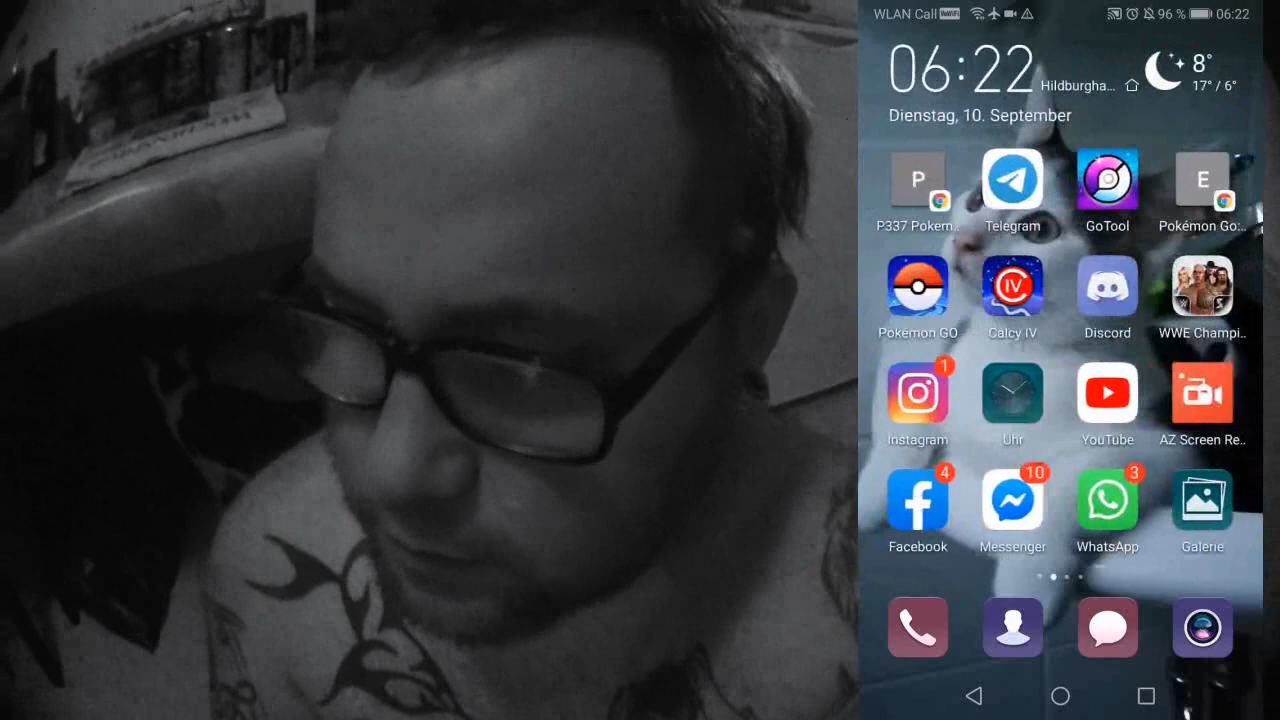 WLAN Call VoWiFi 96 % 06:22
06:22 Hildburgha... 8°
17° / 6°
Dienstag, 10. September
P E
P337 Pokem.. Telegram GoTool Pokémon Go:..
IV
Pokémon GO Calcy IV Discord WWE Champi..
1
Instagram Uhr YouTube AZ Screen Re..
4 10 3
Facebook Messenger WhatsApp Galerie